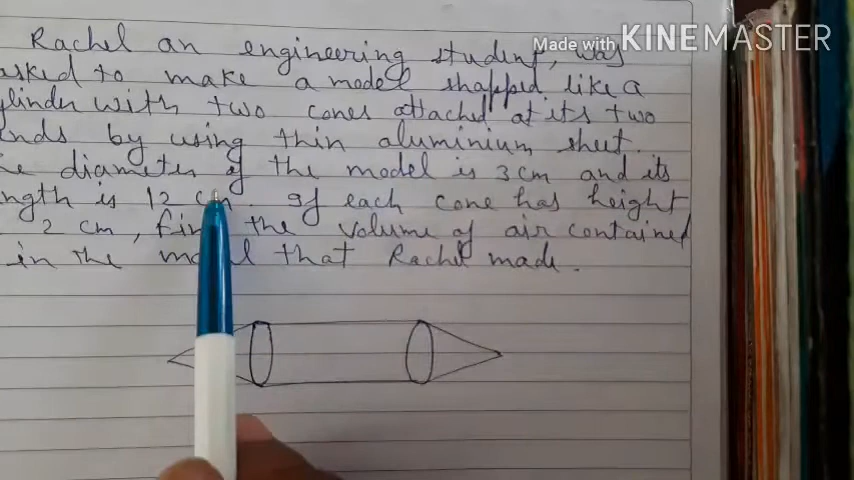 Made with KINEMASTER
Rachel an engineering student, was
asked to make a model shapped like a
ylinder with two cones attached at its two
ends by using thin aluminium sheet.
he diameter of the model is 3 cm and its
ngth is 12 cm. If each cone has height
2 cm, find the volume of air contained
in the model that Rachel made.